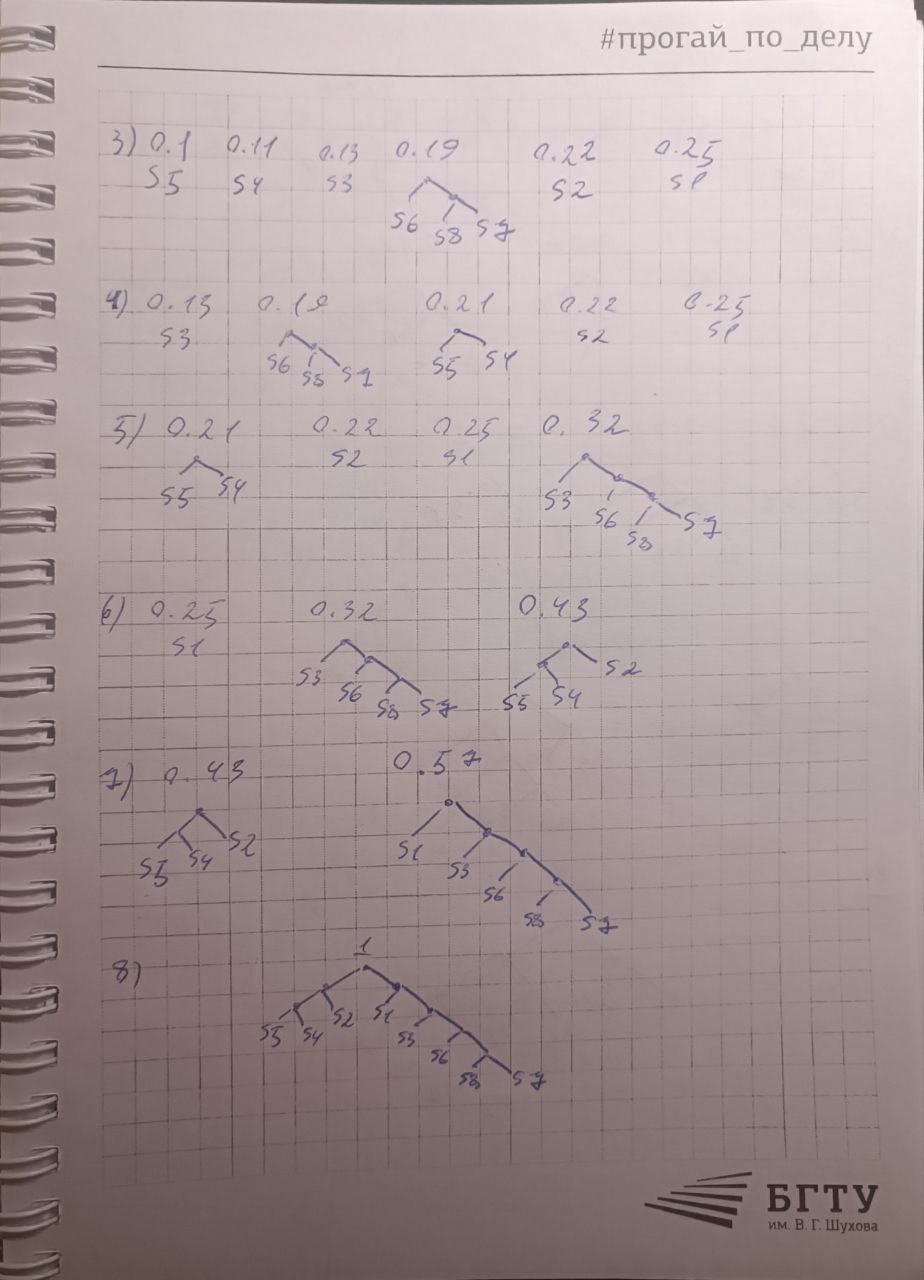 #прогай_по_делу
3) 0.1 0.11 0.13 0.19 0.22 0.25
S5 S4 S3 S2 S1
S6 S8 S7
4) 0.13 0.19 0.21 0.22 0.25
S3 S2 S1
S6 S8 S7 S5 S4
5) 0.21 0.22 0.25 0.32
S2 S1
S5 S4 S3 S6 S8 S7
6) 0.25 0.32 0.43
S1
S3 S6 S8 S7 S5 S4 S2
7) 0.43 0.57
S5 S4 S2 S1 S3 S6 S8 S7
8) 1
S5 S4 S2 S1 S3 S6 S8 S7
БГТУ
им. В. Г. Шухова